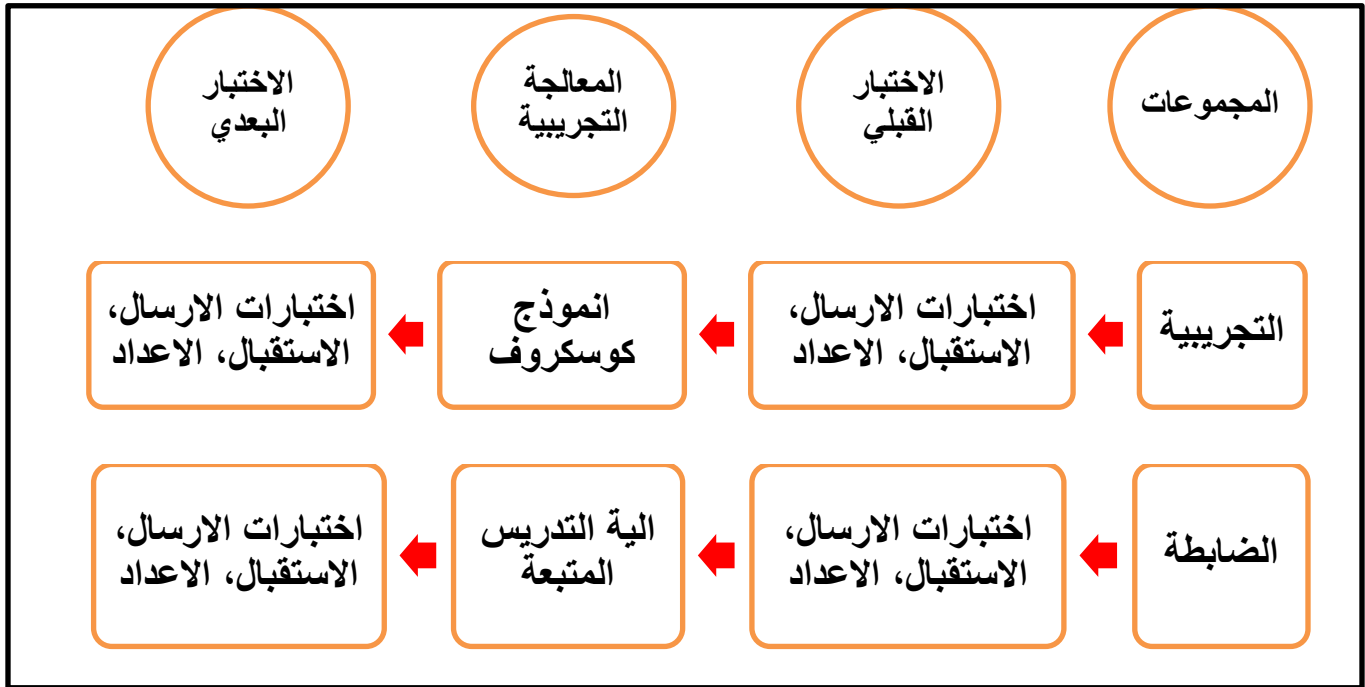 المجموعات
الاختبار
القبلي
المعالجة
التجريبية
الاختبار
البعدي
التجريبية
اختبارات الارسال،
الاستقبال، الاعداد
انموذج
كوسكروف
اختبارات الارسال،
الاستقبال، الاعداد
الضابطة
اختبارات الارسال،
الاستقبال، الاعداد
الية التدريس
المتبعة
اختبارات الارسال،
الاستقبال، الاعداد